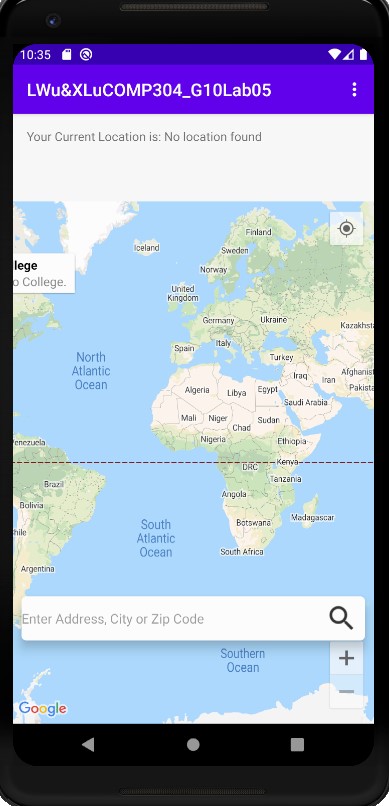 10:35
LWu&XLuCOMP304_G10Lab05
Your Current Location is: No location found
Finland
Iceland
Sweden
Norway
llege
o College.
United
Kingdom
Germany
Ukraine
Kazakhsta
Spain
Italy
Turkey
North
Atlantic
Ocean
Iraq
Iran
Afghanis
Pakista
Algeria
Libya
Egypt
Saudi Arabia
Mali
Niger
Chad
Sudan
Nigeria
Ethiopia
enezuela
DRC
Kenya
Tanzania
Brazil
Angola
Bolivia
Botswana
Madagascar
hile
South
Atlantic
Ocean
South Africa
Argentina
Enter Address, City or Zip Code
Southern
Ocean
Google